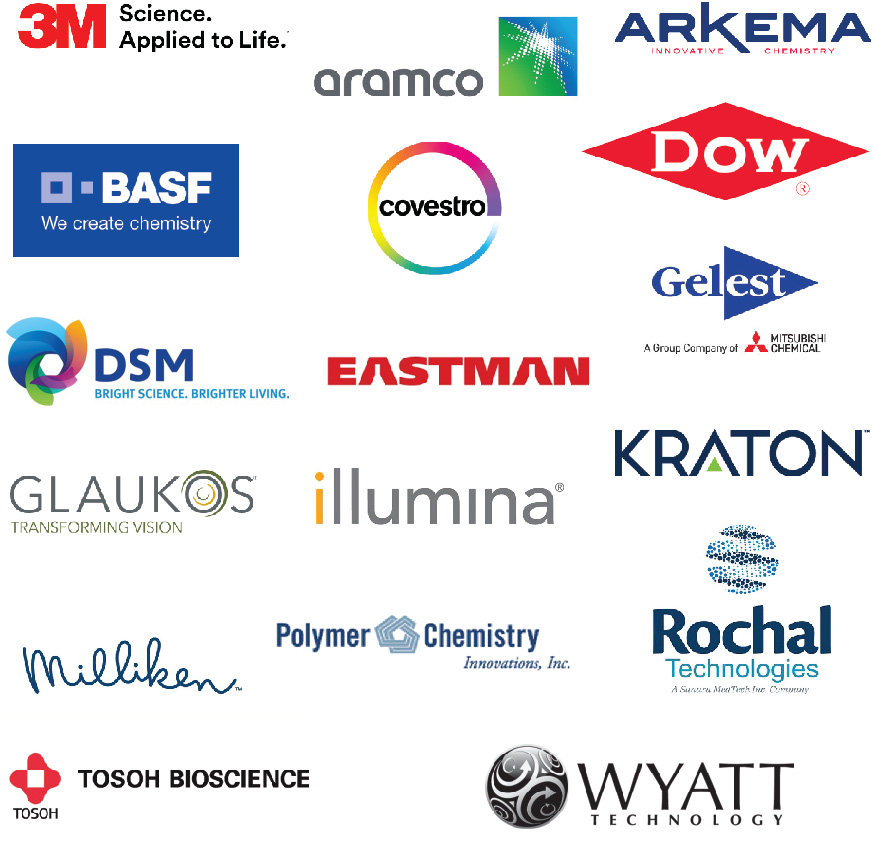 3M Science.
Applied to Life.
aramco
ARKEMA
INNOVATIVE CHEMISTRY
BASF
We create chemistry
covestro
Dow
®
Gelest
A Group Company of MITSUBISHI
CHEMICAL
DSM
BRIGHT SCIENCE. BRIGHTER LIVING.
EASTMAN
KRATON™
GLAUKOS
TRANSFORMING VISION
illumina®
Rochal
Technologies
A Sanara MedTech Inc. Company
Milliken™
Polymer Chemistry
Innovations, Inc.
TOSOH
TOSOH BIOSCIENCE
WYATT
TECHNOLOGY